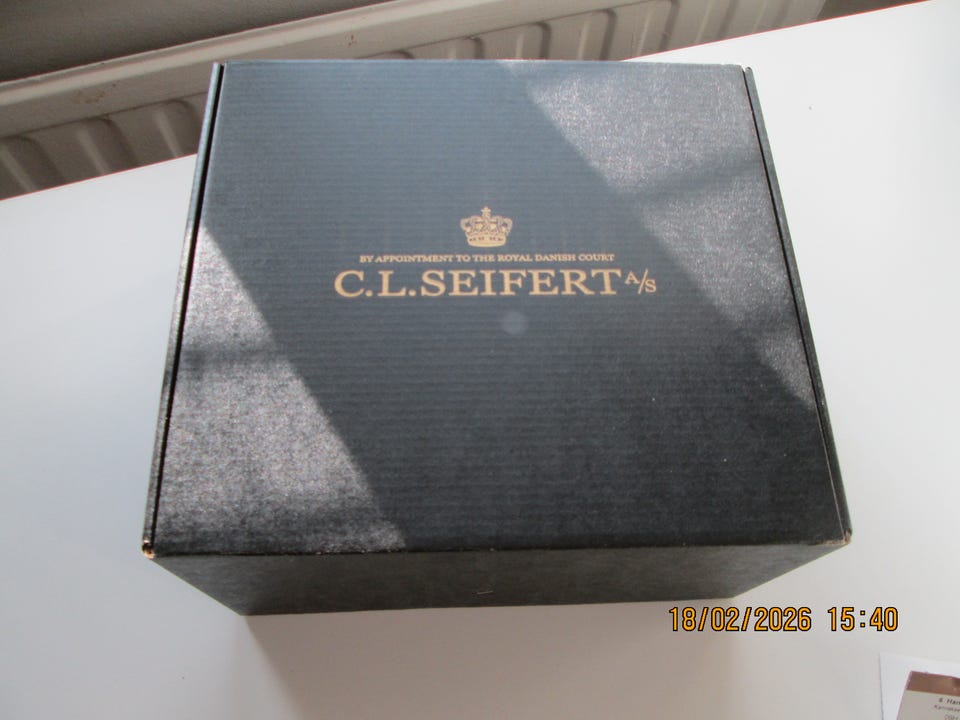 BY APPOINTMENT TO THE ROYAL DANISH COURT
C.L.SEIFERT A/S
18/02/2026 15:40